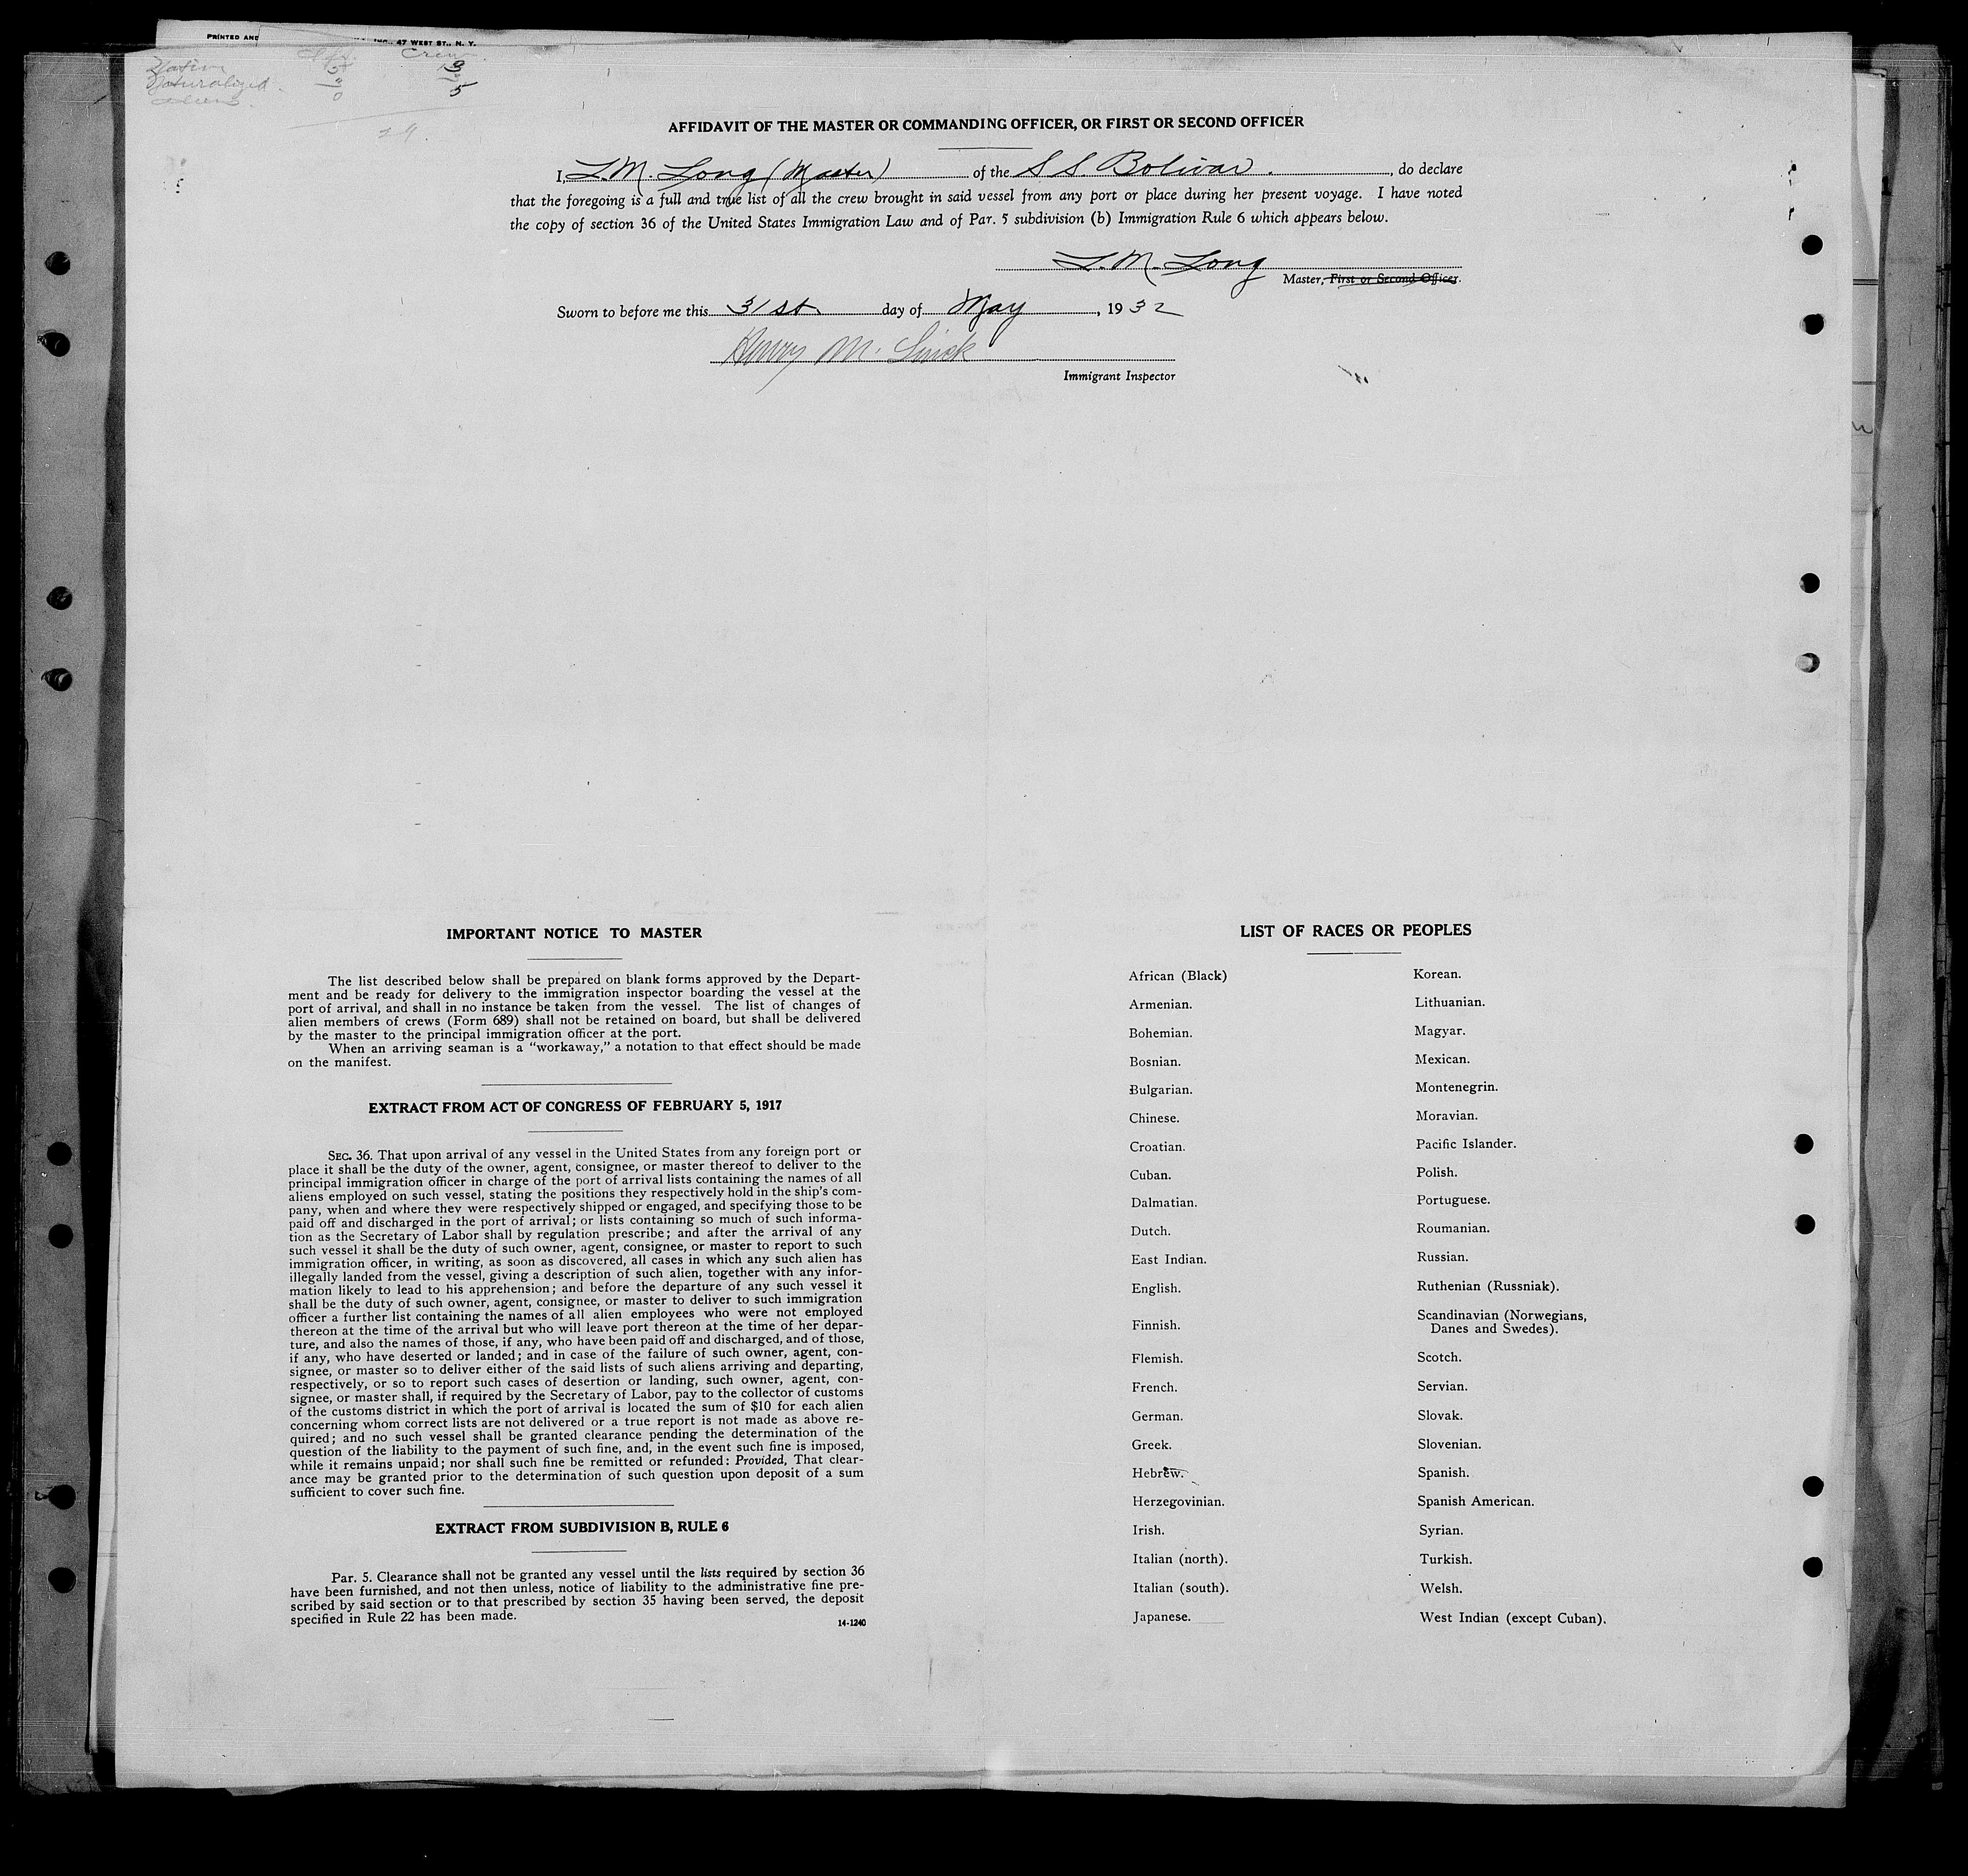 PRINTED AND
47 WEST ST., N. Y.
Crew
Native
Naturalized
Aliens
AFFIDAVIT OF THE MASTER OR COMMANDING OFFICER, OR FIRST OR SECOND OFFICER
I, L. M. Long (Master) of the S S. Bolivar., do declare
that the foregoing is a full and true list of all the crew brought in said vessel from any port or place during her present voyage. I have noted
the copy of section 36 of the United States Immigration Law and of Par. 5 subdivision (b) Immigration Rule 6 which appears below.
L. M. Long
Master, First or Second Officer.
Sworn to before me this 31st day of May, 1932
Henry M.
Immigrant Inspector
IMPORTANT NOTICE TO MASTER
The list described below shall be prepared on blank forms approved by the Depart-
ment and be ready for delivery to the immigration inspector boarding the vessel at the
port of arrival, and shall in no instance be taken from the vessel. The list of changes of
alien members of crews (Form 689) shall not be retained on board, but shall be delivered
by the master to the principal immigration officer at the port.
When an arriving seaman is a "workaway," a notation to that effect should be made
on the manifest.
EXTRACT FROM ACT OF CONGRESS OF FEBRUARY 5, 1917
SEC. 36. That upon arrival of any vessel in the United States from any foreign port or
place it shall be the duty of the owner, agent, consignee, or master thereof to deliver to the
principal immigration officer in charge of the port of arrival lists containing the names of all
aliens employed on such vessel, stating the positions they respectively hold in the ship's com-
pany, when and where they were respectively shipped or engaged, and specifying those to be
paid off and discharged in the port of arrival; or lists containing so much of such informa-
tion as the Secretary of Labor shall by regulation prescribe; and after the arrival of any
such vessel it shall be the duty of such owner, agent, consignee, or master to report to such
immigration officer, in writing, as soon as discovered, all cases in which any such alien has
illegally landed from the vessel, giving a description of such alien, together with any infor-
mation likely to lead to his apprehension; and before the departure of any such vessel it
shall be the duty of such owner, agent, consignee, or master to deliver to such immigration
officer a further list containing the names of all alien employees who were not employed
thereon at the time of the arrival but who will leave port thereon at the time of her depar-
ture, and also the names of those, if any, who have been paid off and discharged, and of those,
if any, who have deserted or landed; and in case of the failure of such owner, agent, con-
signee, or master so to deliver either of the said lists of such aliens arriving and departing,
respectively, or so to report such cases of desertion or landing, such owner, agent, con-
signee, or master shall, if required by the Secretary of Labor, pay to the collector of customs
of the customs district in which the port of arrival is located the sum of $10 for each alien
concerning whom correct lists are not delivered or a true report is not made as above re-
quired; and no such vessel shall be granted clearance pending the determination of the
question of the liability to the payment of such fine, and, in the event such fine is imposed,
while it remains unpaid; nor shall such fine be remitted or refunded: Provided, That clear-
ance may be granted prior to the determination of such question upon deposit of a sum
sufficient to cover such fine.
EXTRACT FROM SUBDIVISION B, RULE 6
Par. 5. Clearance shall not be granted any vessel until the lists required by section 36
have been furnished, and not then unless, notice of liability to the administrative fine pre-
scribed by said section or to that prescribed by section 35 having been served, the deposit
specified in Rule 22 has been made.
14-1240
LIST OF RACES OR PEOPLES
African (Black)
Armenian.
Bohemian.
Bosnian.
Bulgarian.
Chinese.
Croatian.
Cuban.
Dalmatian.
Dutch.
East Indian.
English.
Finnish.
Flemish.
French.
German.
Greek.
Hebrew.
Herzegovinian.
Irish.
Italian (north).
Italian (south).
Japanese.
Korean.
Lithuanian.
Magyar.
Mexican.
Montenegrin.
Moravian.
Pacific Islander.
Polish.
Portuguese.
Roumanian.
Russian.
Ruthenian (Russniak).
Scandinavian (Norwegians,
Danes and Swedes).
Scotch.
Servian.
Slovak.
Slovenian.
Spanish.
Spanish American.
Syrian.
Turkish.
Welsh.
West Indian (except Cuban).